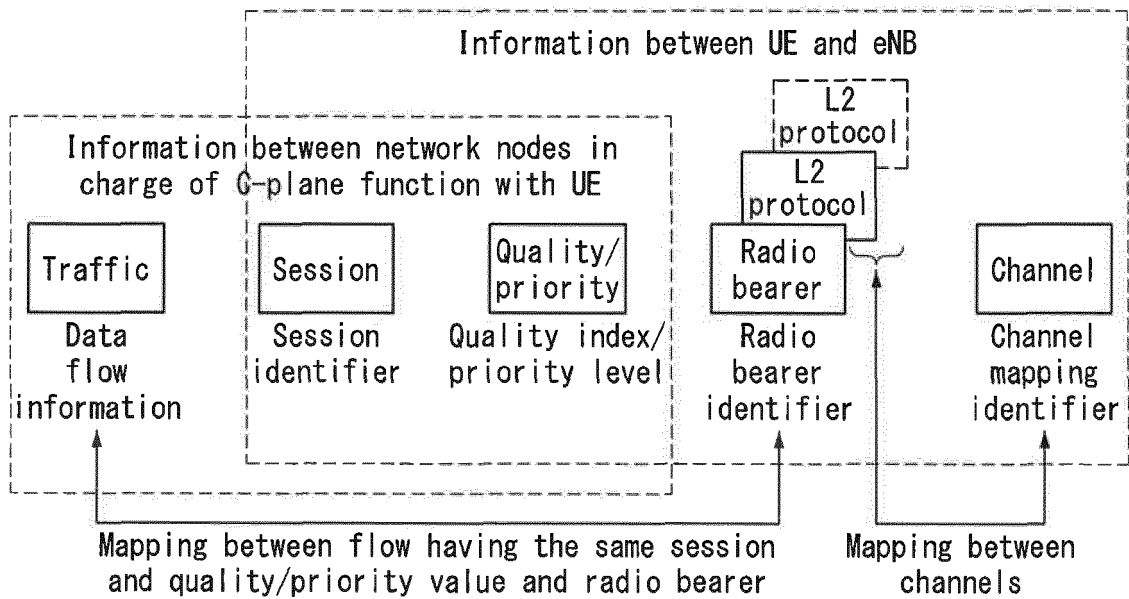 Information between UE and eNB
L2
protocol
Information between network nodes in
charge of C-plane function with UE
L2
protocol
Traffic
Session
Quality/
priority
Radio
bearer
Channel
Data
flow
information
Session
identifier
Quality index/
priority level
Radio
bearer
identifier
Channel
mapping
identifier
Mapping between flow having the same session
and quality/priority value and radio bearer
Mapping between
channels